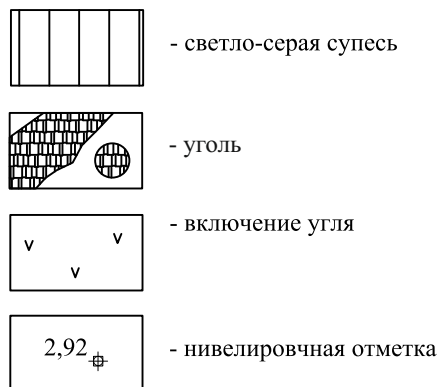 - светло-серая супесь
- уголь
- включение угля
2,92 - нивелировчная отметка